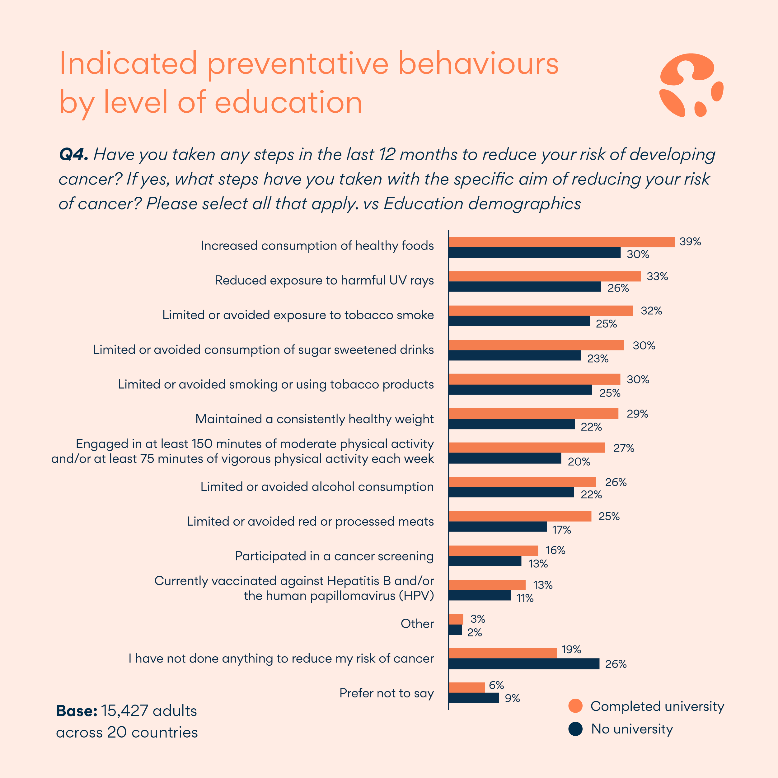 Indicated preventative behaviours
by level of education
Q4. Have you taken any steps in the last 12 months to reduce your risk of developing
cancer? If yes, what steps have you taken with the specific aim of reducing your risk
of cancer? Please select all that apply. vs Education demographics
Increased consumption of healthy foods
39%
30%
Reduced exposure to harmful UV rays
33%
26%
Limited or avoided exposure to tobacco smoke
32%
25%
Limited or avoided consumption of sugar sweetened drinks
30%
23%
Limited or avoided smoking or using tobacco products
30%
25%
Maintained a consistently healthy weight
29%
22%
Engaged in at least 150 minutes of moderate physical activity
and/or at least 75 minutes of vigorous physical activity each week
27%
20%
Limited or avoided alcohol consumption
26%
22%
Limited or avoided red or processed meats
25%
17%
Participated in a cancer screening
16%
13%
Currently vaccinated against Hepatitis B and/or
the human papillomavirus (HPV)
13%
11%
Other
3%
2%
I have not done anything to reduce my risk of cancer
19%
26%
Prefer not to say
6%
9%
Base: 15,427 adults
across 20 countries
Completed university
No university